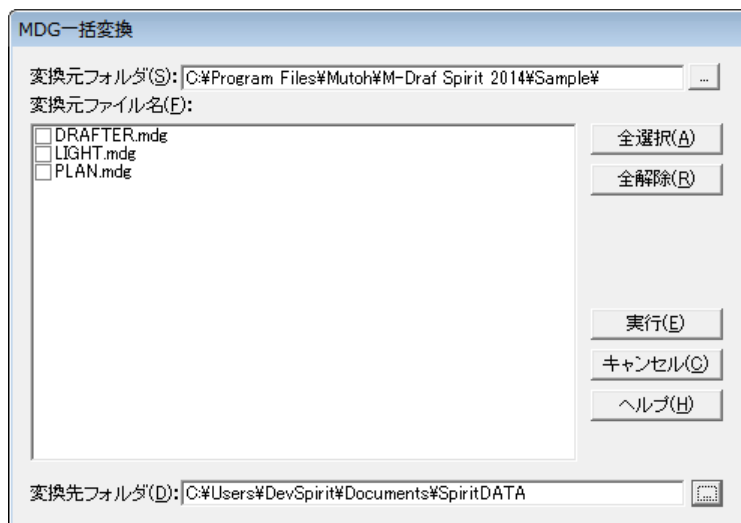 MDG一括変換
変換元フォルダ(S): C:¥Program Files¥Mutoh¥M-Draf Spirit 2014¥Sample¥ ...
変換元ファイル名(F):
DRAFTER.mdg
LIGHT.mdg
PLAN.mdg
全選択(A)
全解除(R)
実行(E)
キャンセル(C)
ヘルプ(H)
変換先フォルダ(D): C:¥Users¥DevSpirit¥Documents¥SpiritDATA ...